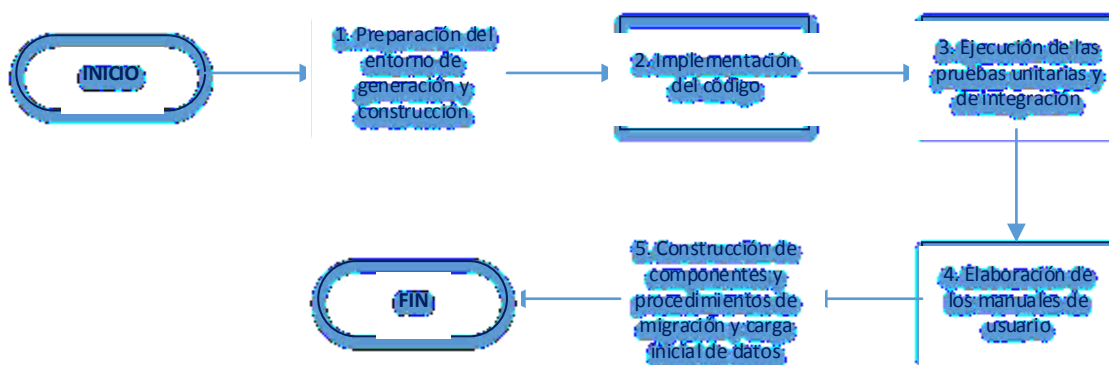 INICIO
1. Preparación del
entorno de
generación y
construcción
2. Implementación
del código
3. Ejecución de las
pruebas unitarias y
de integración
4. Elaboración de
los manuales de
usuario
5. Construcción de
componentes y
procedimientos de
migración y carga
inicial de datos
FIN